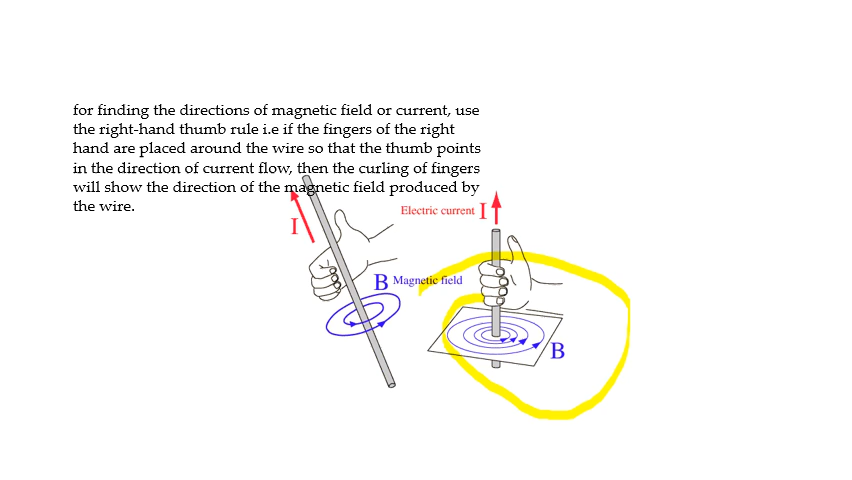 for finding the directions of magnetic field or current, use
the right-hand thumb rule i.e if the fingers of the right
hand are placed around the wire so that the thumb points
in the direction of current flow, then the curling of fingers
will show the direction of the magnetic field produced by
the wire.
Electric current I
I
B Magnetic field
B